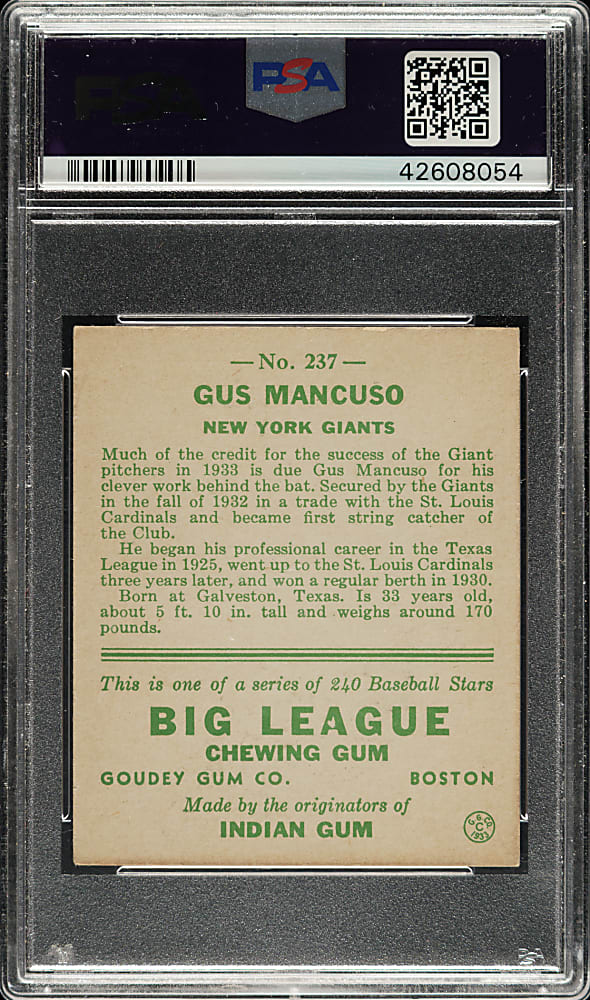 PSA
PSA
42608054
— No. 237 —
GUS MANCUSO
NEW YORK GIANTS
Much of the credit for the success of the Giant
pitchers in 1933 is due Gus Mancuso for his
clever work behind the bat. Secured by the Giants
in the fall of 1932 in a trade with the St. Louis
Cardinals and became first string catcher of
the Club.
He began his professional career in the Texas
League in 1925, went up to the St. Louis Cardinals
three years later, and won a regular berth in 1930.
Born at Galveston, Texas. Is 33 years old,
about 5 ft. 10 in. tall and weighs around 170
pounds.
This is one of a series of 240 Baseball Stars
BIG LEAGUE
CHEWING GUM
GOUDEY GUM CO. BOSTON
Made by the originators of
INDIAN GUM
G. G. CO.
C
1933
PSA